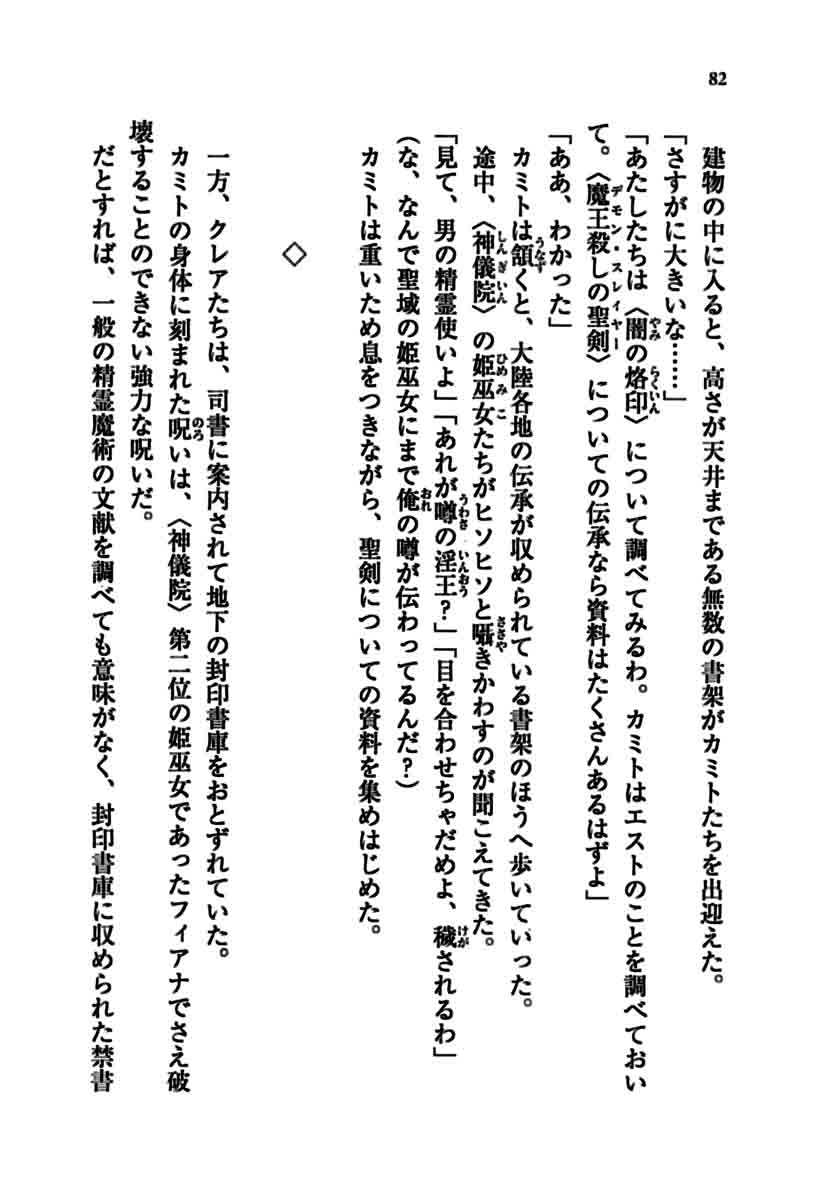 82
建物の中に入ると、高さが天井まである無数の書架がカミトたちを出迎えた。
「さすがに大きいな……」
「あたしたちは〈闇の烙印〉について調べてみるわ。カミトはエストのことを調べておい
て。〈魔王殺しの聖剣〉についての伝承なら資料はたくさんあるはずよ」
「ああ、わかった」
カミトは頷くと、大陸各地の伝承が収められている書架のほうへ歩いていった。
途中、〈神儀院〉の姫巫女たちがヒソヒソと囁きかわすのが聞こえてきた。
「見て、男の精霊使いよ」「あれが噂の淫王?」「目を合わせちゃだめよ、穢されるわ」
(な、なんで聖域の姫巫女にまで俺の噂が伝わってるんだ?)
カミトは重いため息をつきながら、聖剣についての資料を集めはじめた。
◇
一方、クレアたちは、司書に案内されて地下の封印書庫をおとずれていた。
カミトの身体に刻まれた呪いは、〈神儀院〉第二位の姫巫女であったフィアナでさえ破
壊することのできない強力な呪いだ。
だとすれば、一般の精霊魔術の文献を調べても意味がなく、封印書庫に収められた禁書